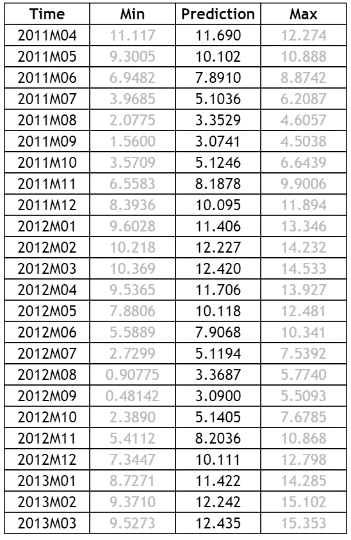 Time Min Prediction Max
2011M04 11.117 11.690 12.274
2011M05 9.3005 10.102 10.888
2011M06 6.9482 7.8910 8.8742
2011M07 3.9685 5.1036 6.2087
2011M08 2.0775 3.3529 4.6057
2011M09 1.5600 3.0741 4.5038
2011M10 3.5709 5.1246 6.6439
2011M11 6.5583 8.1878 9.9006
2011M12 8.3936 10.095 11.894
2012M01 9.6028 11.406 13.346
2012M02 10.218 12.227 14.232
2012M03 10.369 12.420 14.533
2012M04 9.5365 11.706 13.927
2012M05 7.8806 10.118 12.481
2012M06 5.5889 7.9068 10.341
2012M07 2.7299 5.1194 7.5392
2012M08 0.90775 3.3687 5.7740
2012M09 0.48142 3.0900 5.5093
2012M10 2.3890 5.1405 7.6785
2012M11 5.4112 8.2036 10.868
2012M12 7.3447 10.111 12.798
2013M01 8.7271 11.422 14.285
2013M02 9.3710 12.242 15.102
2013M03 9.5273 12.435 15.353